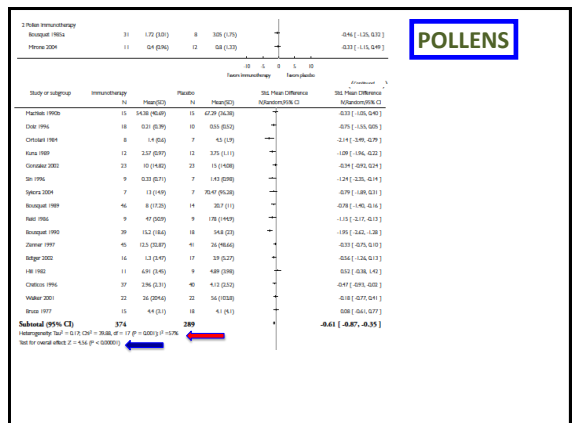 2 Pollen Immunotherapy
Bousquet 1985a 31 1.72 (3.01) 8 3.05 (1.75) -0.46 [ -1.25, 0.32 ]
Mirone 2004 11 0.4 (0.96) 12 0.8 (1.33) -0.33 [ -1.15, 0.49 ]
POLLENS
-10 -5 0 5 10
Favors immunotherapy Favors placebo
Study or subgroup Immunotherapy Placebo Std. Mean Difference Std. Mean Difference
N Mean(SD) N Mean(SD) IV,Random,95% CI IV,Random,95% CI
Machiels 1990b 15 54.38 (40.69) 15 67.29 (36.38) -0.33 [ -1.05, 0.40 ]
Dolz 1996 18 0.21 (0.39) 10 0.55 (0.52) -0.75 [ -1.55, 0.05 ]
Ortolani 1984 8 1.4 (0.6) 7 4.5 (1.9) -2.14 [ -3.49, -0.79 ]
Kuna 1989 12 2.57 (0.97) 12 3.75 (1.11) -1.09 [ -1.96, -0.22 ]
Gonzalez 2002 23 10 (14.82) 23 15 (14.08) -0.34 [ -0.92, 0.24 ]
Sin 1996 9 0.33 (0.71) 7 1.43 (0.98) -1.24 [ -2.35, -0.14 ]
Sykora 2004 7 13 (14.9) 7 70.47 (95.28) -0.79 [ -1.89, 0.31 ]
Bousquet 1989 46 8 (17.25) 14 20.7 (11) -0.78 [ -1.40, -0.16 ]
Reid 1986 9 47 (50.9) 9 178 (144.9) -1.15 [ -2.17, -0.13 ]
Bousquet 1990 39 15.2 (18.6) 18 54.8 (23) -1.95 [ -2.62, -1.28 ]
Zenner 1997 45 12.5 (32.87) 41 26 (48.66) -0.33 [ -0.75, 0.10 ]
Bødtger 2002 16 1.3 (3.47) 17 3.9 (5.27) -0.56 [ -1.26, 0.13 ]
Hill 1982 11 6.91 (3.45) 9 4.89 (3.98) 0.52 [ -0.38, 1.42 ]
Creticos 1996 37 2.96 (2.31) 40 4.12 (2.52) -0.47 [ -0.93, -0.02 ]
Walker 2001 22 26 (204.6) 22 56 (103.8) -0.18 [ -0.77, 0.41 ]
Bruce 1977 15 4.4 (3.1) 18 4.1 (4.1) 0.08 [ -0.61, 0.77 ]
Subtotal (95% CI) 374 289 -0.61 [ -0.87, -0.35 ]
Heterogeneity: Tau² = 0.17; Chi² = 39.88, df = 17 (P = 0.001); I² =57%
Test for overall effect: Z = 4.56 (P < 0.00001)